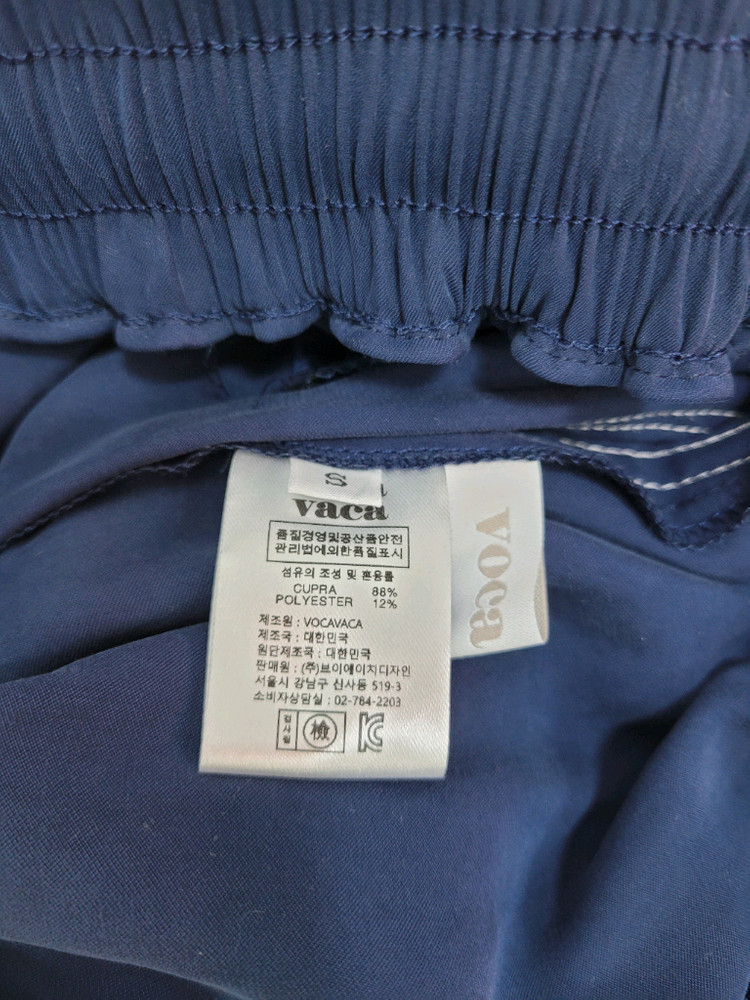 S
vaca
품질경영및공산품안전
관리법에의한품질표시
섬유의 조성 및 혼용률
CUPRA 88%
POLYESTER 12%
제조원 : VOCAVACA
제조국 : 대한민국
원단제조국 : 대한민국
판매원 : (주)브이에이치디자인
서울시 강남구 신사동 519-3
소비자상담실 : 02-784-2203
검사필
檢
voca